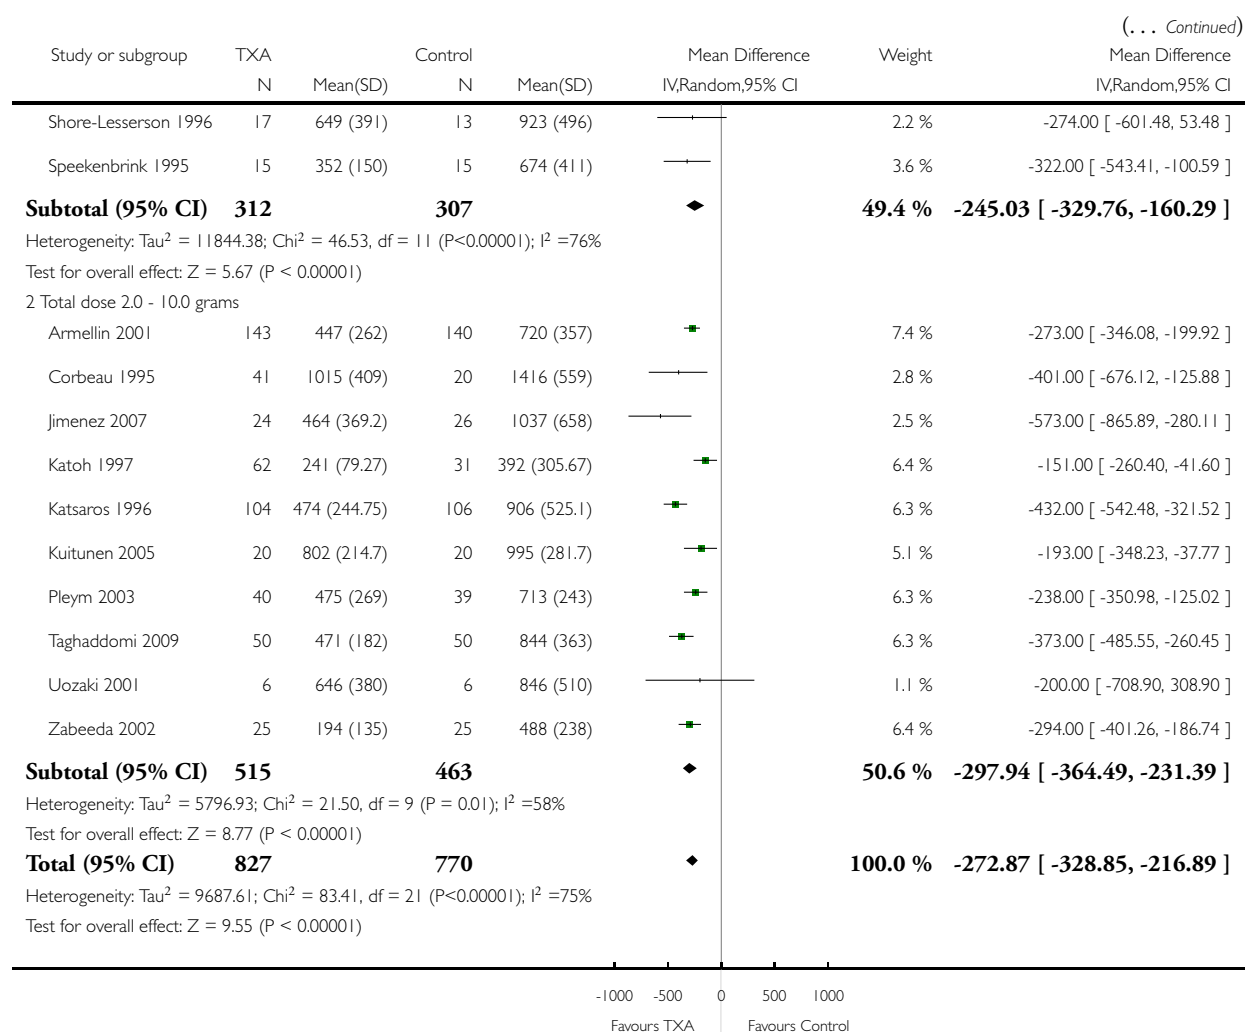 (... Continued)
Study or subgroup TXA Control Mean Difference Weight Mean Difference
N Mean(SD) N Mean(SD) IV,Random,95% CI IV,Random,95% CI
Shore-Lesserson 1996 17 649 (391) 13 923 (496) 2.2 % -274.00 [ -601.48, 53.48 ]
Speekenbrink 1995 15 352 (150) 15 674 (411) 3.6 % -322.00 [ -543.41, -100.59 ]
Subtotal (95% CI) 312 307 49.4 % -245.03 [ -329.76, -160.29 ]
Heterogeneity: Tau² = 11844.38; Chi² = 46.53, df = 11 (P<0.00001); I² =76%
Test for overall effect: Z = 5.67 (P < 0.00001)
2 Total dose 2.0 - 10.0 grams
Armellin 2001 143 447 (262) 140 720 (357) 7.4 % -273.00 [ -346.08, -199.92 ]
Corbeau 1995 41 1015 (409) 20 1416 (559) 2.8 % -401.00 [ -676.12, -125.88 ]
Jimenez 2007 24 464 (369.2) 26 1037 (658) 2.5 % -573.00 [ -865.89, -280.11 ]
Katoh 1997 62 241 (79.27) 31 392 (305.67) 6.4 % -151.00 [ -260.40, -41.60 ]
Katsaros 1996 104 474 (244.75) 106 906 (525.1) 6.3 % -432.00 [ -542.48, -321.52 ]
Kuitunen 2005 20 802 (214.7) 20 995 (281.7) 5.1 % -193.00 [ -348.23, -37.77 ]
Pleym 2003 40 475 (269) 39 713 (243) 6.3 % -238.00 [ -350.98, -125.02 ]
Taghaddomi 2009 50 471 (182) 50 844 (363) 6.3 % -373.00 [ -485.55, -260.45 ]
Uozaki 2001 6 646 (380) 6 846 (510) 1.1 % -200.00 [ -708.90, 308.90 ]
Zabeeda 2002 25 194 (135) 25 488 (238) 6.4 % -294.00 [ -401.26, -186.74 ]
Subtotal (95% CI) 515 463 50.6 % -297.94 [ -364.49, -231.39 ]
Heterogeneity: Tau² = 5796.93; Chi² = 21.50, df = 9 (P = 0.01); I² =58%
Test for overall effect: Z = 8.77 (P < 0.00001)
Total (95% CI) 827 770 100.0 % -272.87 [ -328.85, -216.89 ]
Heterogeneity: Tau² = 9687.61; Chi² = 83.41, df = 21 (P<0.00001); I² =75%
Test for overall effect: Z = 9.55 (P < 0.00001)
-1000 -500 0 500 1000
Favours TXA Favours Control